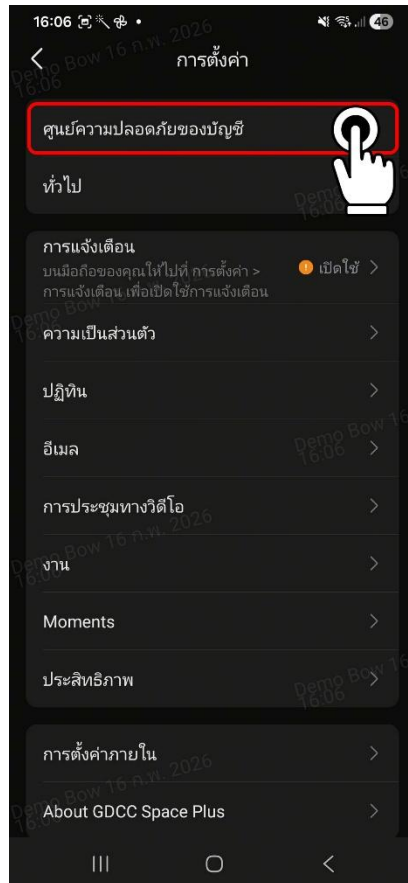 16:06
46
การตั้งค่า
ศูนย์ความปลอดภัยของบัญชี
ทั่วไป
การแจ้งเตือน
บนมือถือของคุณให้ไปที่ การตั้งค่า >
การแจ้งเตือน เพื่อเปิดใช้การแจ้งเตือน
เปิดใช้
ความเป็นส่วนตัว
ปฏิทิน
อีเมล
การประชุมทางวิดีโอ
งาน
Moments
ประสิทธิภาพ
การตั้งค่าภายใน
About GDCC Space Plus
Demo Bow 16 ก.พ. 2026
16:06